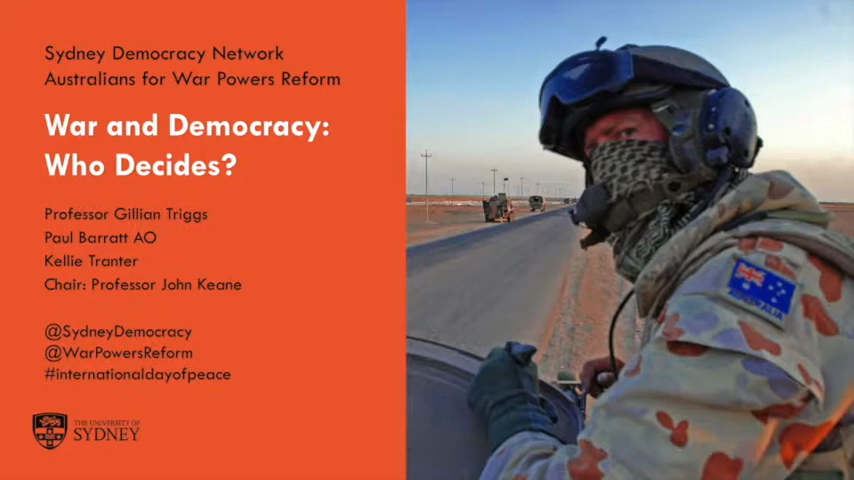 Sydney Democracy Network
Australians for War Powers Reform
War and Democracy:
Who Decides?
Professor Gillian Triggs
Paul Barratt AO
Kellie Tranter
Chair: Professor John Keane
@SydneyDemocracy
@WarPowersReform
#internationaldayofpeace
THE UNIVERSITY OF
SYDNEY
AUSTRALIA